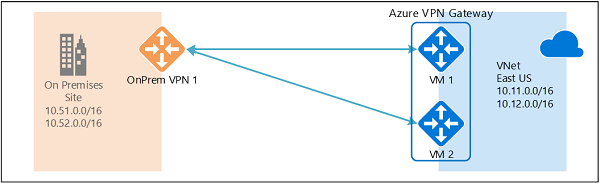 Azure VPN Gateway
On Premises
Site
10.51.0.0/16
10.52.0.0/16
OnPrem VPN 1
VM 1
VM 2
VNet
East US
10.11.0.0/16
10.12.0.0/16